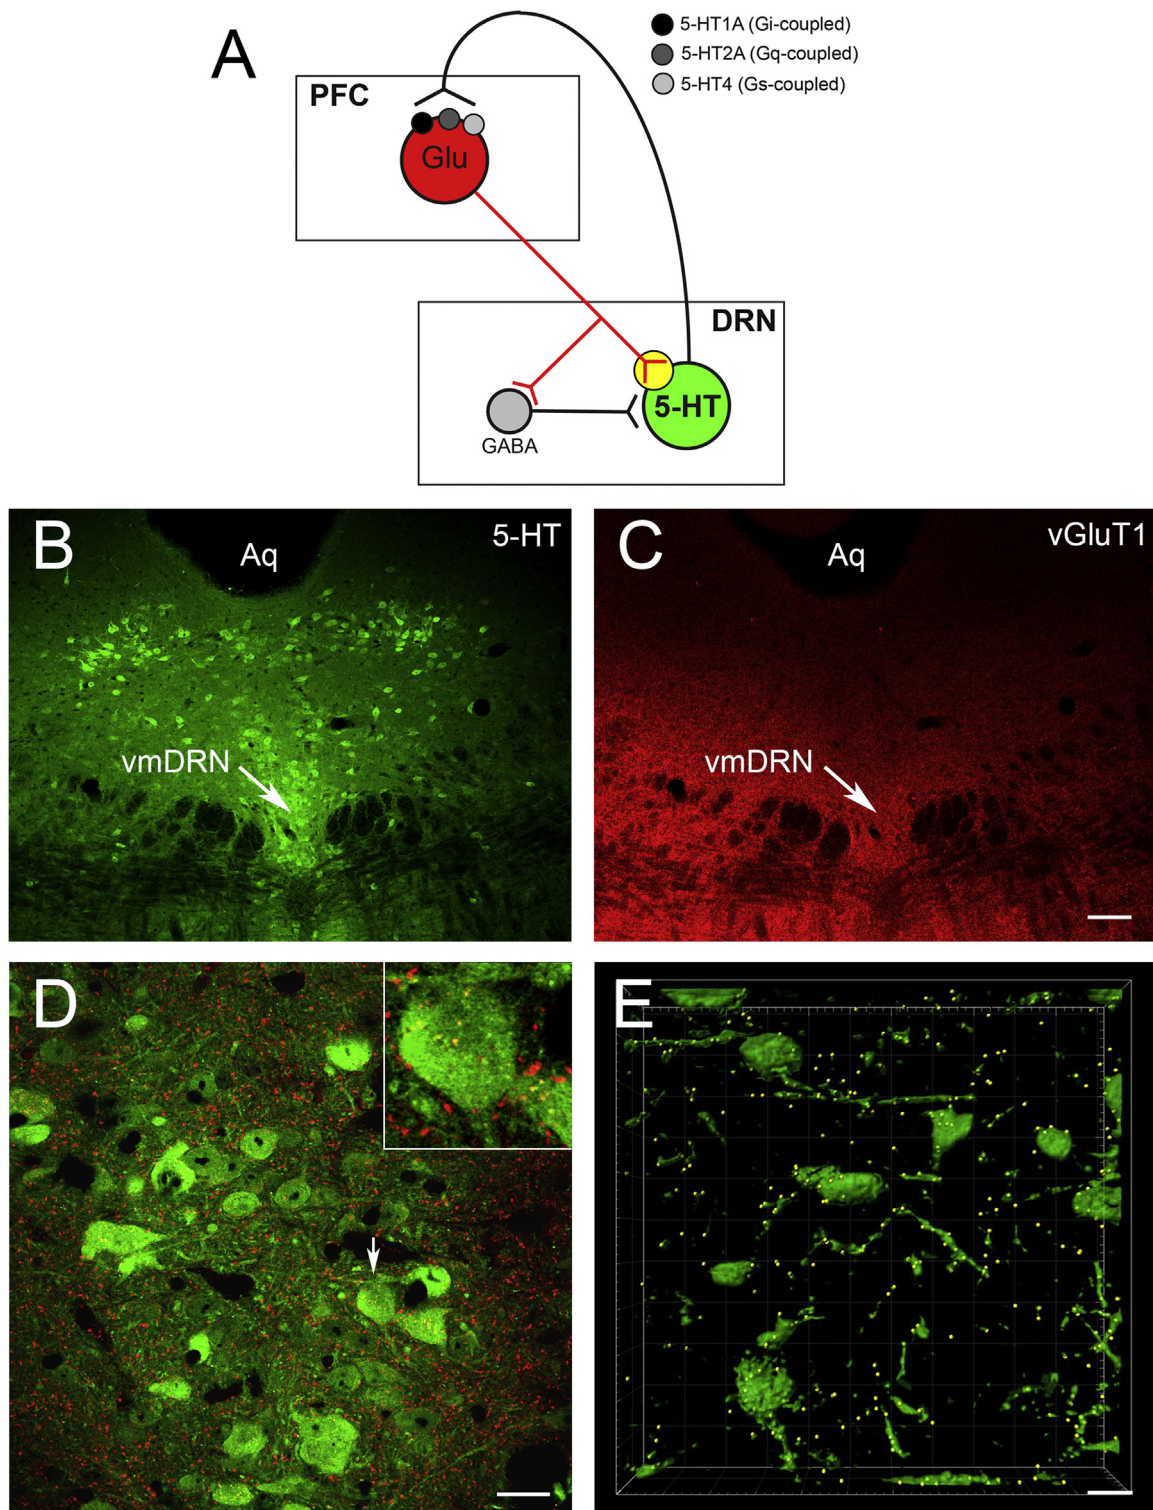 A
5-HT1A (Gi-coupled)
5-HT2A (Gq-coupled)
5-HT4 (Gs-coupled)
PFC
Glu
DRN
5-HT
GABA
B
Aq
5-HT
vmDRN
C
Aq
vGluT1
vmDRN
D
E